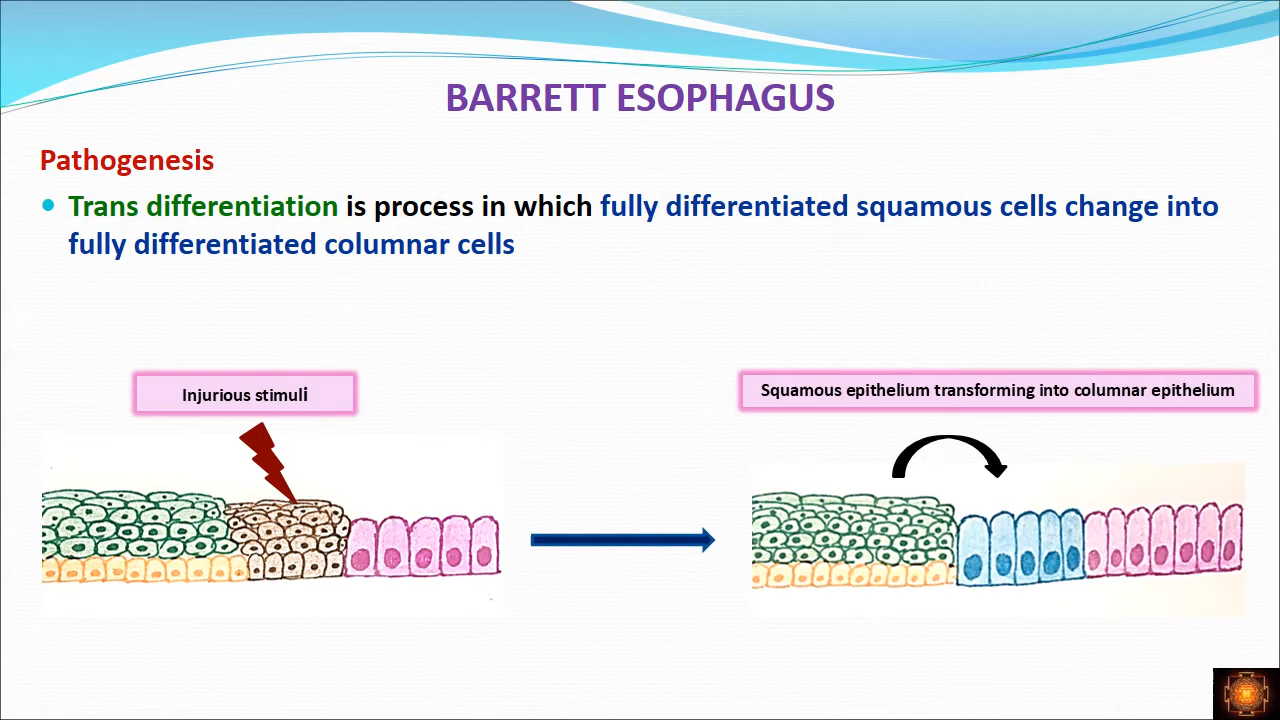 BARRETT ESOPHAGUS
Pathogenesis
Trans differentiation is process in which fully differentiated squamous cells change into
fully differentiated columnar cells
Injurious stimuli
Squamous epithelium transforming into columnar epithelium